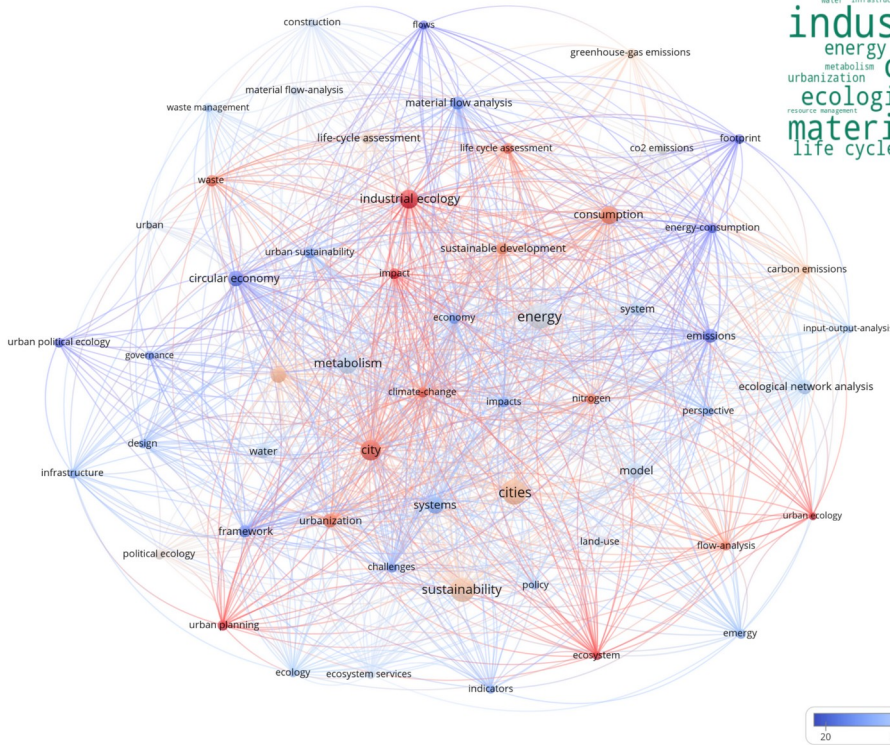 construction
flows
water
indus
greenhouse-gas emissions
energy
metabolism
urbanization
ecologi
resource management
materi
life cycle
material flow-analysis
waste management
material flow analysis
life-cycle assessment
life cycle assessment
co2 emissions
footprint
waste
industrial ecology
consumption
urban
energy-consumption
urban sustainability
sustainable development
circular economy
impact
carbon emissions
economy
energy
system
input-output-analysis
urban political ecology
governance
emissions
metabolism
climate-change
impacts
nitrogen
ecological network analysis
perspective
design
water
city
infrastructure
model
cities
systems
urbanization
framework
urban ecology
land-use
flow-analysis
political ecology
challenges
sustainability
policy
urban planning
emergy
ecosystem
ecology
ecosystem services
indicators
20